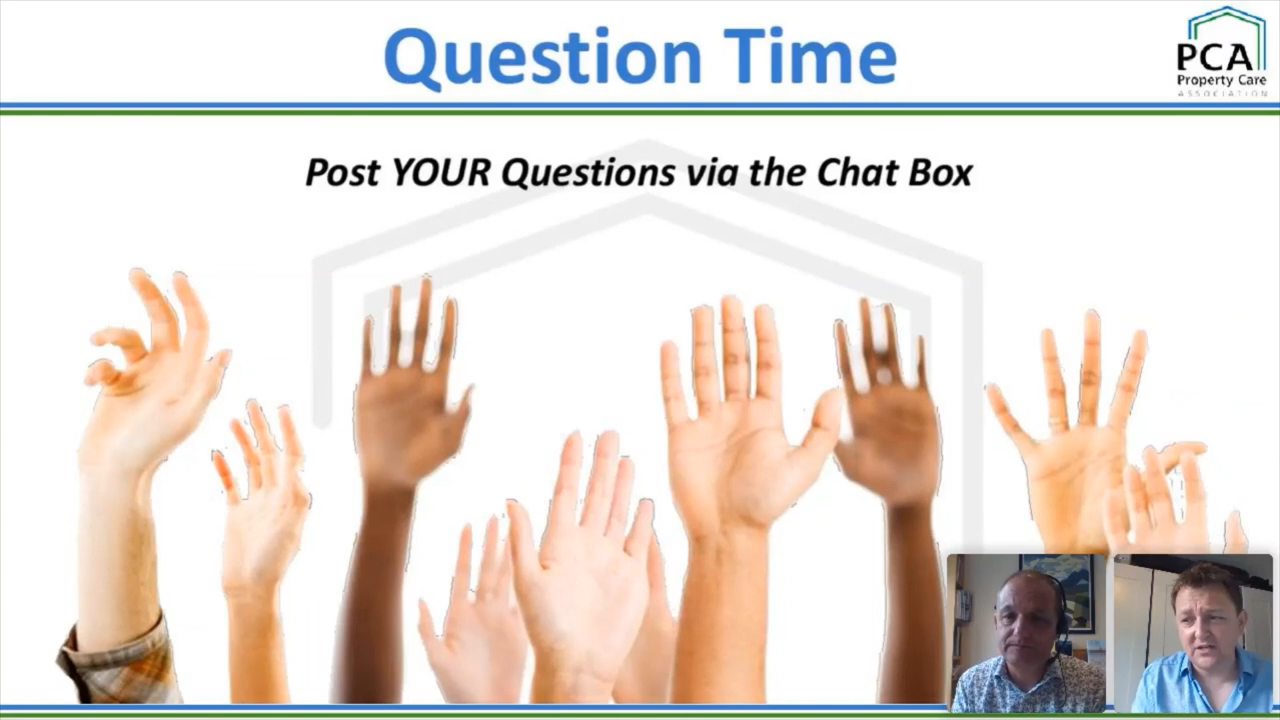 Question Time
PCA
Property Care
ASSOCIATION
Post YOUR Questions via the Chat Box